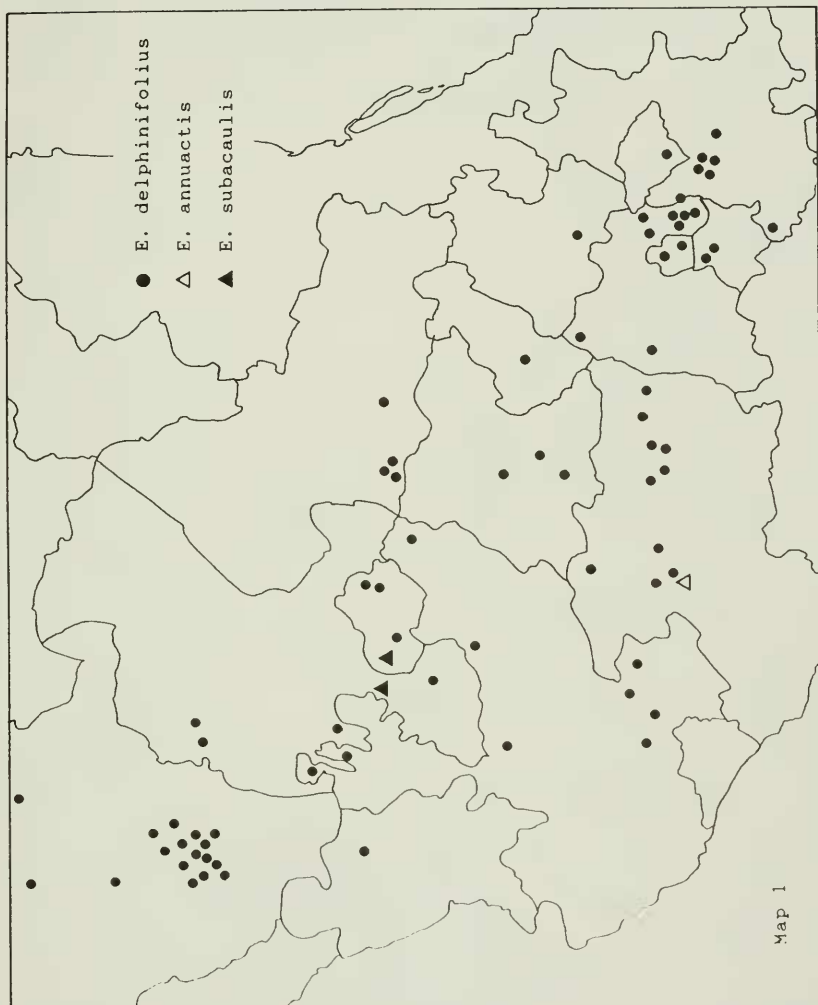 ● E. delphinifolius
△ E. annuactis
▲ E. subacaulis
Map 1